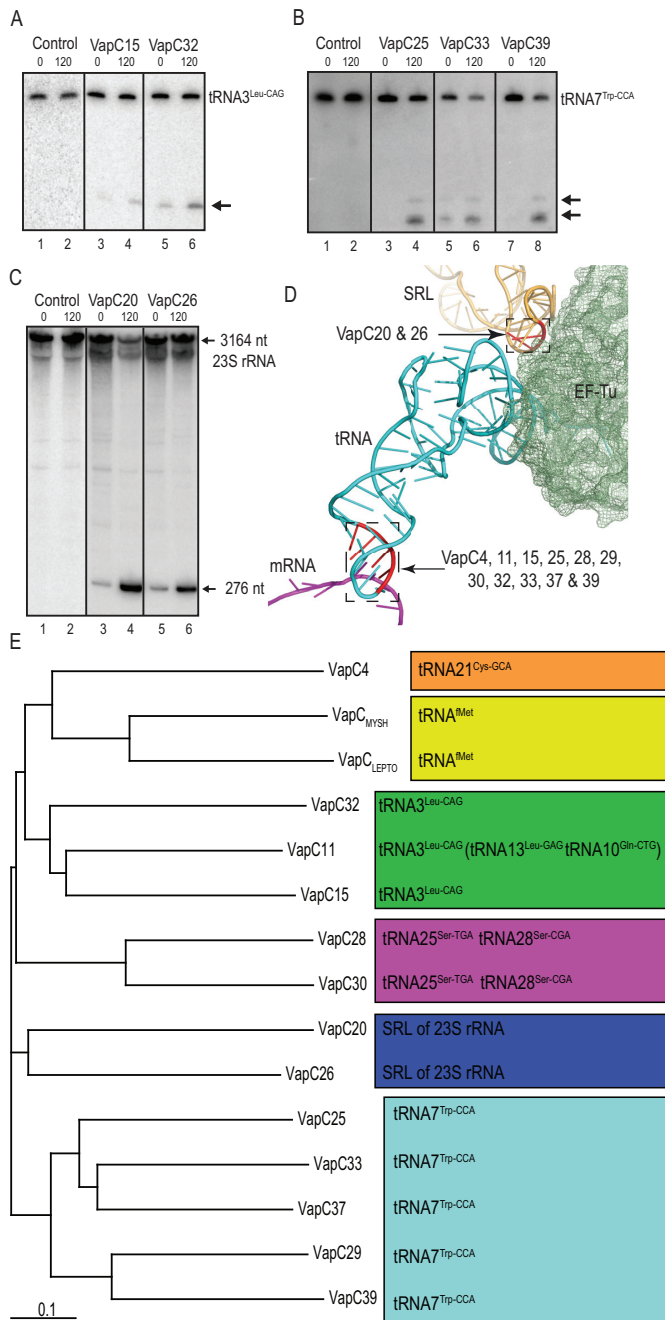 A
Control VapC15 VapC32
0 120 0 120 0 120
tRNA3Leu-CAG
1 2 3 4 5 6
B
Control VapC25 VapC33 VapC39
0 120 0 120 0 120 0 120
tRNA7Trp-CCA
1 2 3 4 5 6 7 8
C
Control VapC20 VapC26
0 120 0 120 0 120
3164 nt
23S rRNA
276 nt
1 2 3 4 5 6
D
SRL
VapC20 & 26
EF-Tu
tRNA
mRNA
VapC4, 11, 15, 25, 28, 29,
30, 32, 33, 37 & 39
E
VapC4 tRNA21Cys-GCA
VapCMYSH tRNAfMet
VapCLEPTO tRNAfMet
VapC32 tRNA3Leu-CAG
VapC11 tRNA3Leu-CAG (tRNA13Leu-GAG tRNA10Gln-CTG)
VapC15 tRNA3Leu-CAG
VapC28 tRNA25Ser-TGA tRNA28Ser-CGA
VapC30 tRNA25Ser-TGA tRNA28Ser-CGA
VapC20 SRL of 23S rRNA
VapC26 SRL of 23S rRNA
VapC25 tRNA7Trp-CCA
VapC33 tRNA7Trp-CCA
VapC37 tRNA7Trp-CCA
VapC29 tRNA7Trp-CCA
VapC39 tRNA7Trp-CCA
0.1